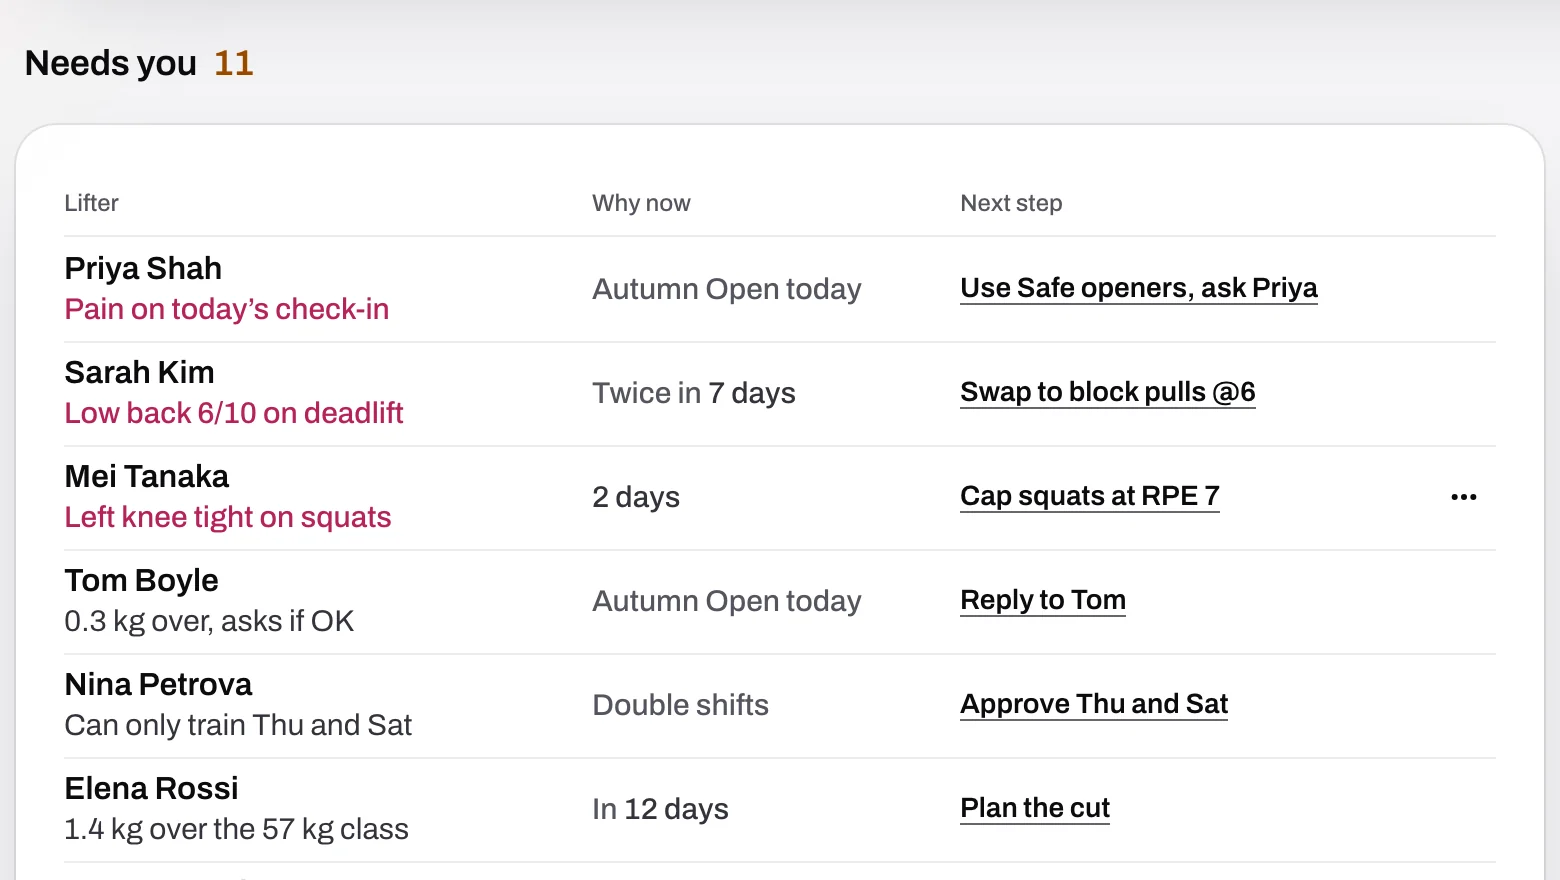 Needs you 11
Lifter Why now Next step
Priya Shah
Pain on today’s check-in
Autumn Open today
Use Safe openers, ask Priya
Sarah Kim
Low back 6/10 on deadlift
Twice in 7 days
Swap to block pulls @6
Mei Tanaka
Left knee tight on squats
2 days
Cap squats at RPE 7
Tom Boyle
0.3 kg over, asks if OK
Autumn Open today
Reply to Tom
Nina Petrova
Can only train Thu and Sat
Double shifts
Approve Thu and Sat
Elena Rossi
1.4 kg over the 57 kg class
In 12 days
Plan the cut